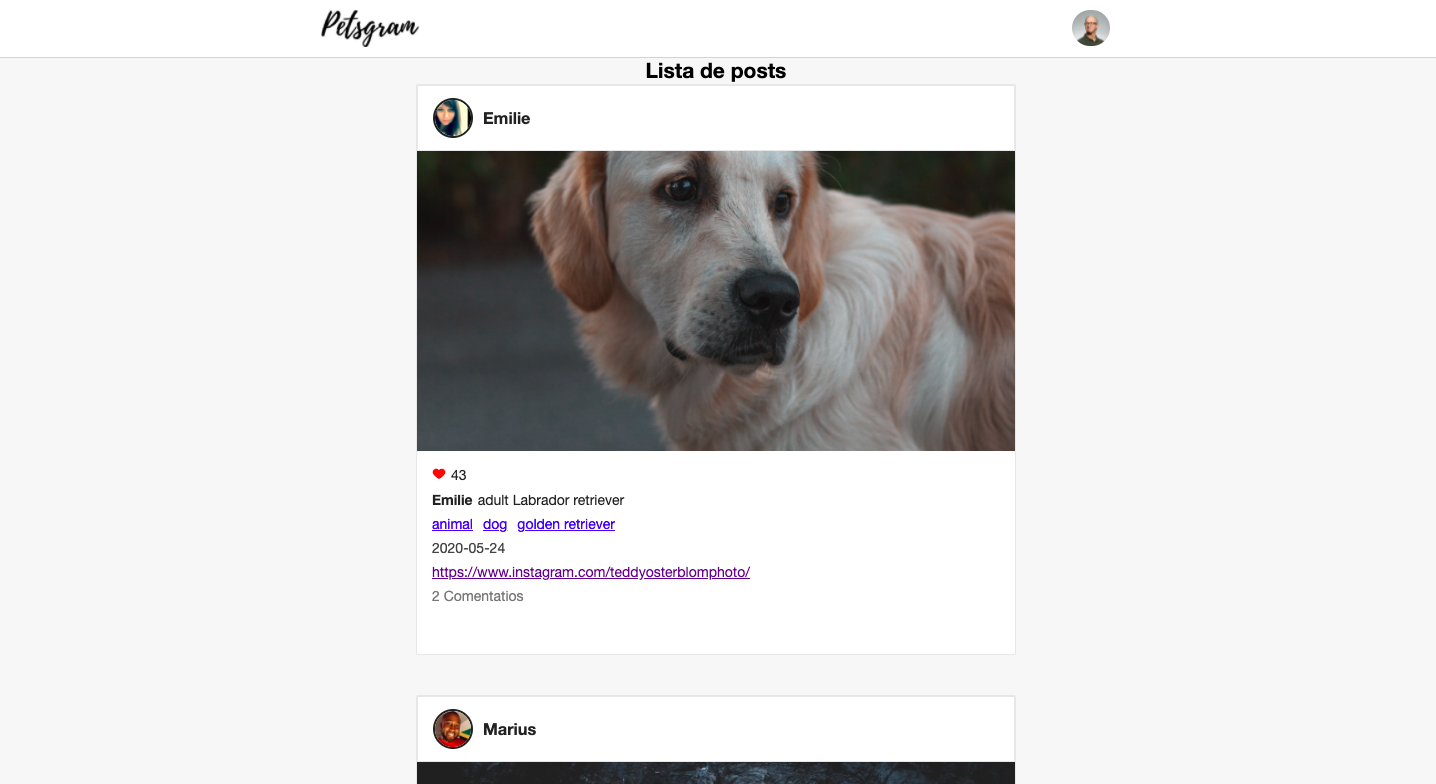 Petsgram
Lista de posts
Emilie
43
Emilie adult Labrador retriever
animal dog golden retriever
2020-05-24
https://www.instagram.com/teddyosterblomphoto/
2 Comentatios
Marius